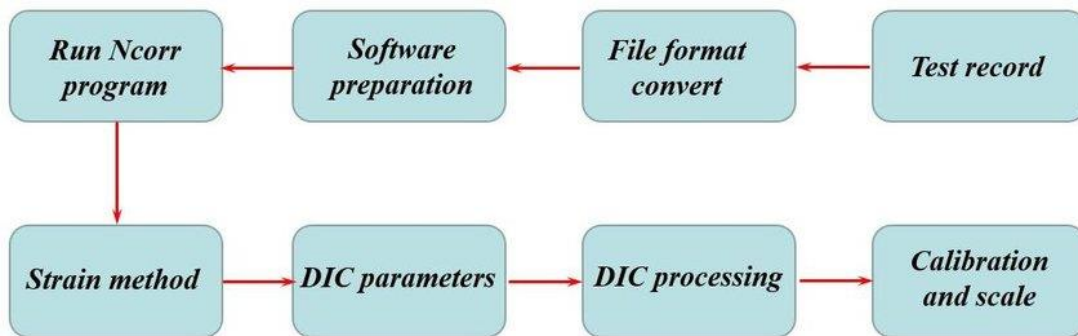 Run Ncorr
program
Software
preparation
File format
convert
Test record
Strain method
DIC parameters
DIC processing
Calibration
and scale